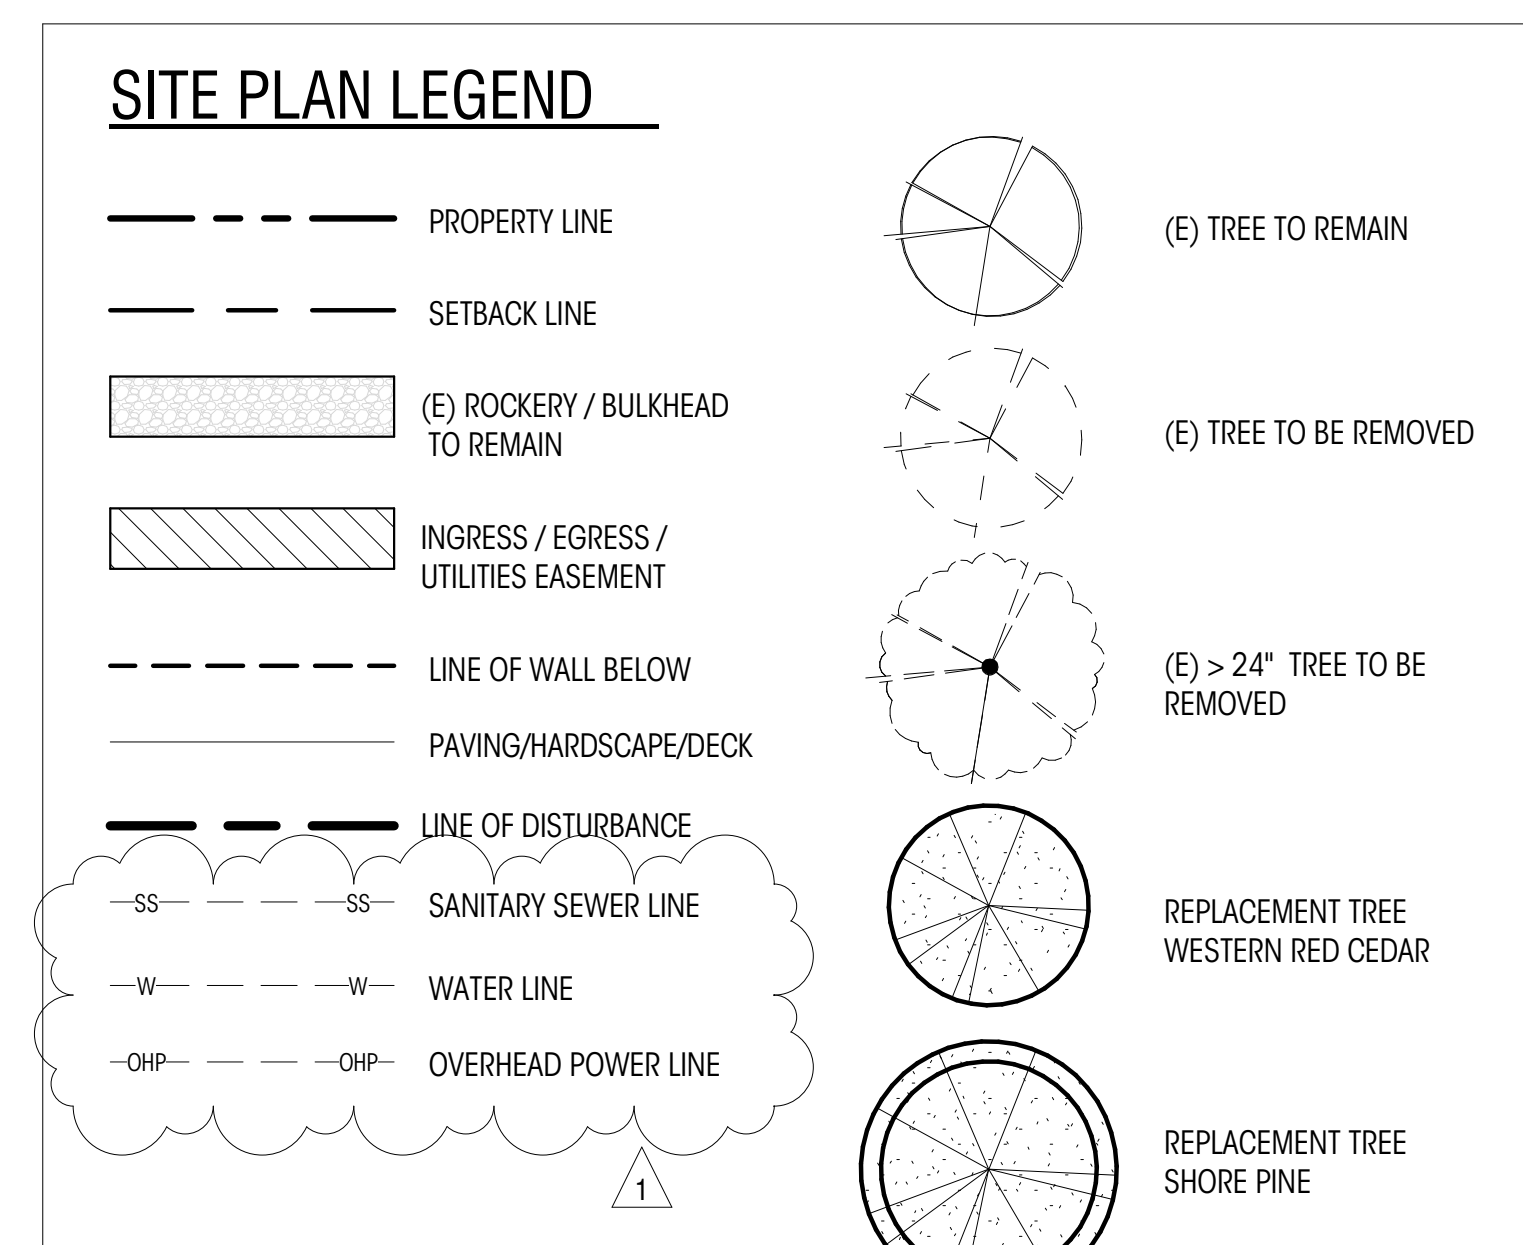 SITE PLAN LEGEND
PROPERTY LINE
SETBACK LINE
(E) ROCKERY / BULKHEAD
TO REMAIN
INGRESS / EGRESS /
UTILITIES EASEMENT
LINE OF WALL BELOW
PAVING/HARDSCAPE/DECK
LINE OF DISTURBANCE
SS SS SANITARY SEWER LINE
W W WATER LINE
OHP OHP OVERHEAD POWER LINE
1
(E) TREE TO REMAIN
(E) TREE TO BE REMOVED
(E) > 24" TREE TO BE
REMOVED
REPLACEMENT TREE
WESTERN RED CEDAR
REPLACEMENT TREE
SHORE PINE